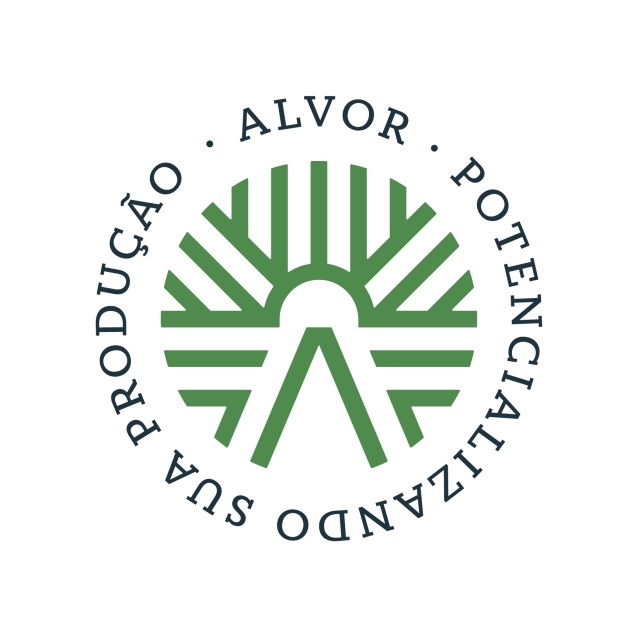 · ALVOR ·
POTENCIALIZANDO SUA PRODUÇÃO